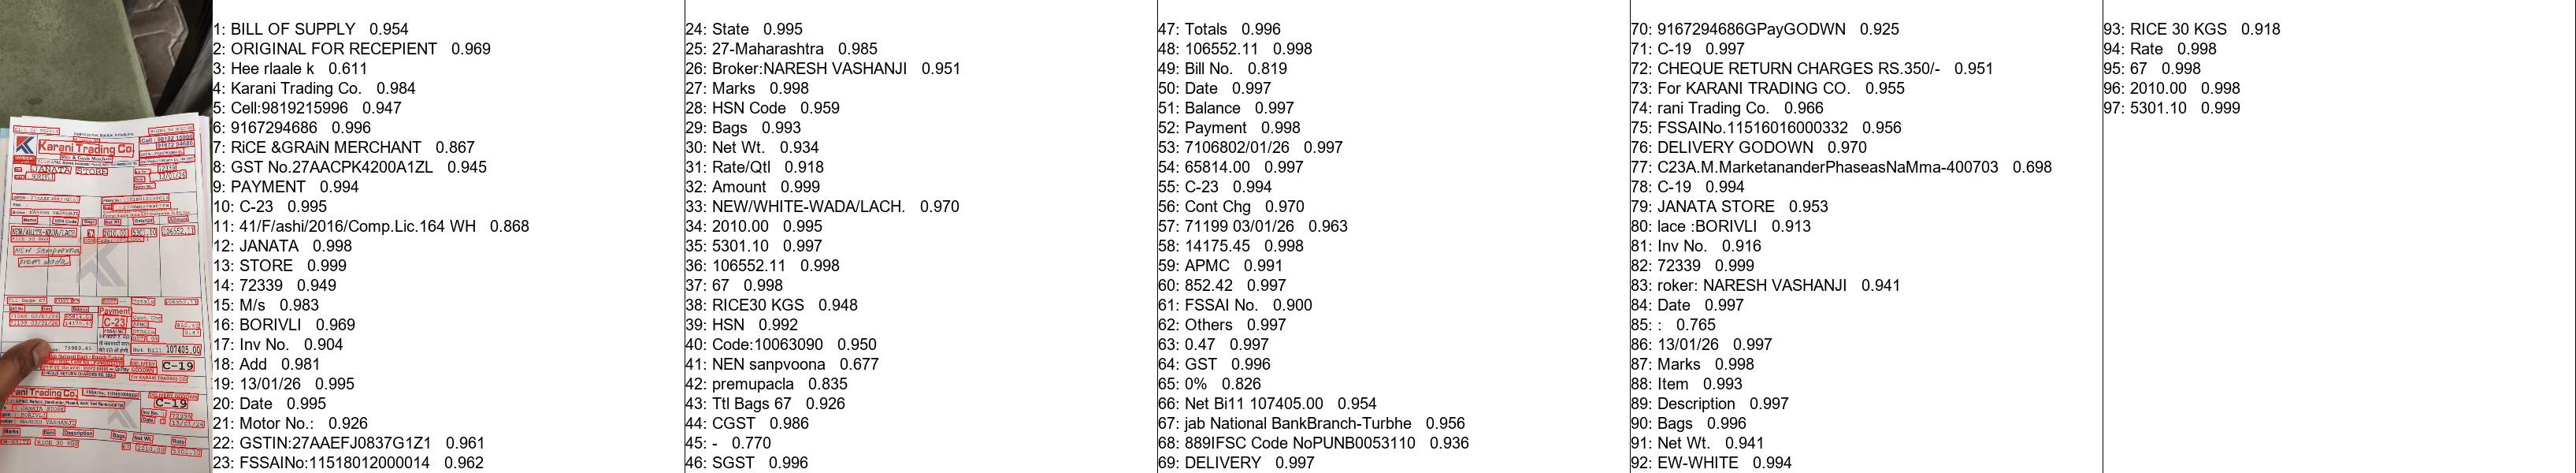 1: BILL OF SUPPLY 0.954
2: ORIGINAL FOR RECEPIENT 0.969
3: Hee rlaale k 0.611
4: Karani Trading Co. 0.984
5: Cell:9819215996 0.947
6: 9167294686 0.996
7: RiCE &GRAiN MERCHANT 0.867
8: GST No.27AACPK4200A1ZL 0.945
9: PAYMENT 0.994
10: C-23 0.995
11: 41/F/ashi/2016/Comp.Lic.164 WH 0.868
12: JANATA 0.998
13: STORE 0.999
14: 72339 0.949
15: M/s 0.983
16: BORIVLI 0.969
17: Inv No. 0.904
18: Add 0.981
19: 13/01/26 0.995
20: Date 0.995
21: Motor No.: 0.926
22: GSTIN:27AAEFJ0837G1Z1 0.961
23: FSSAINo:11518012000014 0.962
24: State 0.995
25: 27-Maharashtra 0.985
26: Broker:NARESH VASHANJI 0.951
27: Marks 0.998
28: HSN Code 0.959
29: Bags 0.993
30: Net Wt. 0.934
31: Rate/Qtl 0.918
32: Amount 0.999
33: NEW/WHITE-WADA/LACH. 0.970
34: 2010.00 0.995
35: 5301.10 0.997
36: 106552.11 0.998
37: 67 0.998
38: RICE30 KGS 0.948
39: HSN 0.992
40: Code:10063090 0.950
41: NEN sanpvoona 0.677
42: premupacla 0.835
43: Ttl Bags 67 0.926
44: CGST 0.986
45: - 0.770
46: SGST 0.996
47: Totals 0.996
48: 106552.11 0.998
49: Bill No. 0.819
50: Date 0.997
51: Balance 0.997
52: Payment 0.998
53: 7106802/01/26 0.997
54: 65814.00 0.997
55: C-23 0.994
56: Cont Chg 0.970
57: 71199 03/01/26 0.963
58: 14175.45 0.998
59: APMC 0.991
60: 852.42 0.997
61: FSSAI No. 0.900
62: Others 0.997
63: 0.47 0.997
64: GST 0.996
65: 0% 0.826
66: Net Bi11 107405.00 0.954
67: jab National BankBranch-Turbhe 0.956
68: 889IFSC Code NoPUNB0053110 0.936
69: DELIVERY 0.997
70: 9167294686GPayGODWN 0.925
71: C-19 0.997
72: CHEQUE RETURN CHARGES RS.350/- 0.951
73: For KARANI TRADING CO. 0.955
74: rani Trading Co. 0.966
75: FSSAINo.11516016000332 0.956
76: DELIVERY GODOWN 0.970
77: C23A.M.MarketananderPhaseasNaMma-400703 0.698
78: C-19 0.994
79: JANATA STORE 0.953
80: lace :BORIVLI 0.913
81: Inv No. 0.916
82: 72339 0.999
83: roker: NARESH VASHANJI 0.941
84: Date 0.997
85: : 0.765
86: 13/01/26 0.997
87: Marks 0.998
88: Item 0.993
89: Description 0.997
90: Bags 0.996
91: Net Wt. 0.941
92: EW-WHITE 0.994
93: RICE 30 KGS 0.918
94: Rate 0.998
95: 67 0.998
96: 2010.00 0.998
97: 5301.10 0.999